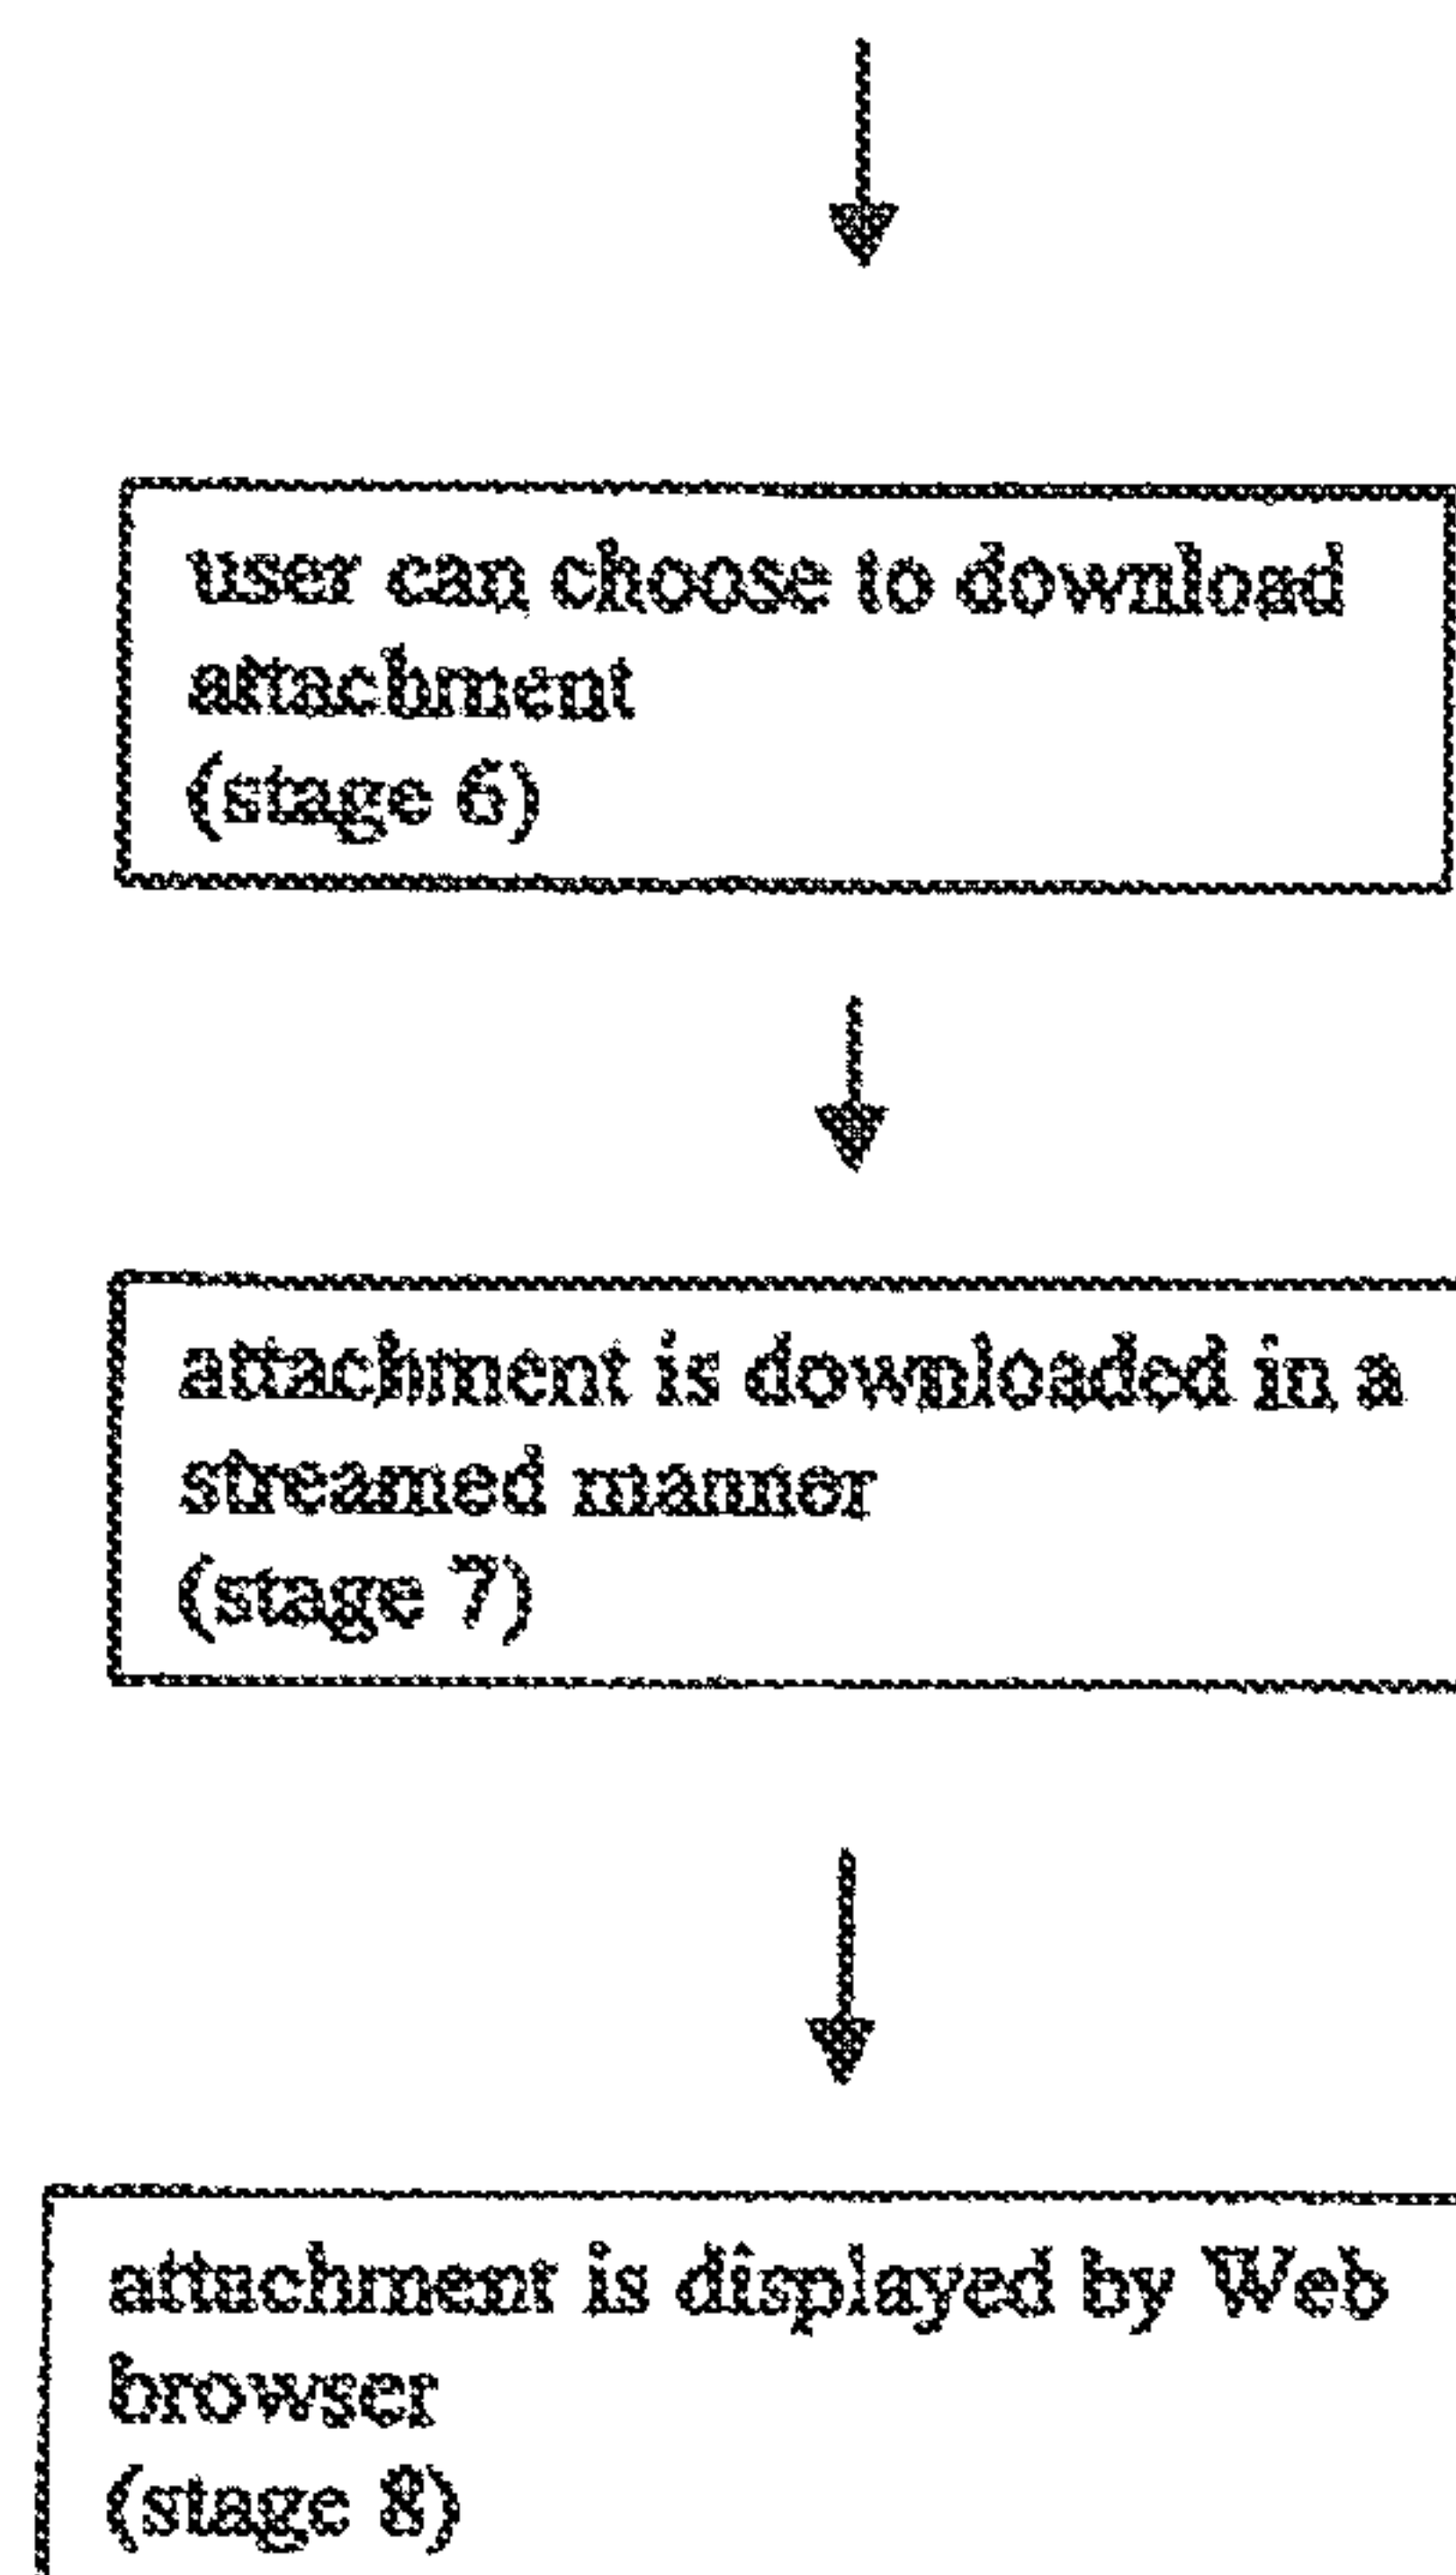 user can choose to download
attachment
(stage 6)
attachment is downloaded in a
streamed manner
(stage 7)
attachment is displayed by Web
browser
(stage 8)